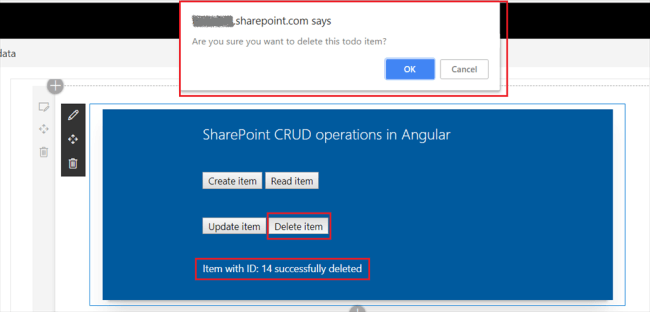 .sharepoint.com says
Are you sure you want to delete this todo item?
OK Cancel
data
SharePoint CRUD operations in Angular
Create item Read item
Update item Delete item
Item with ID: 14 successfully deleted